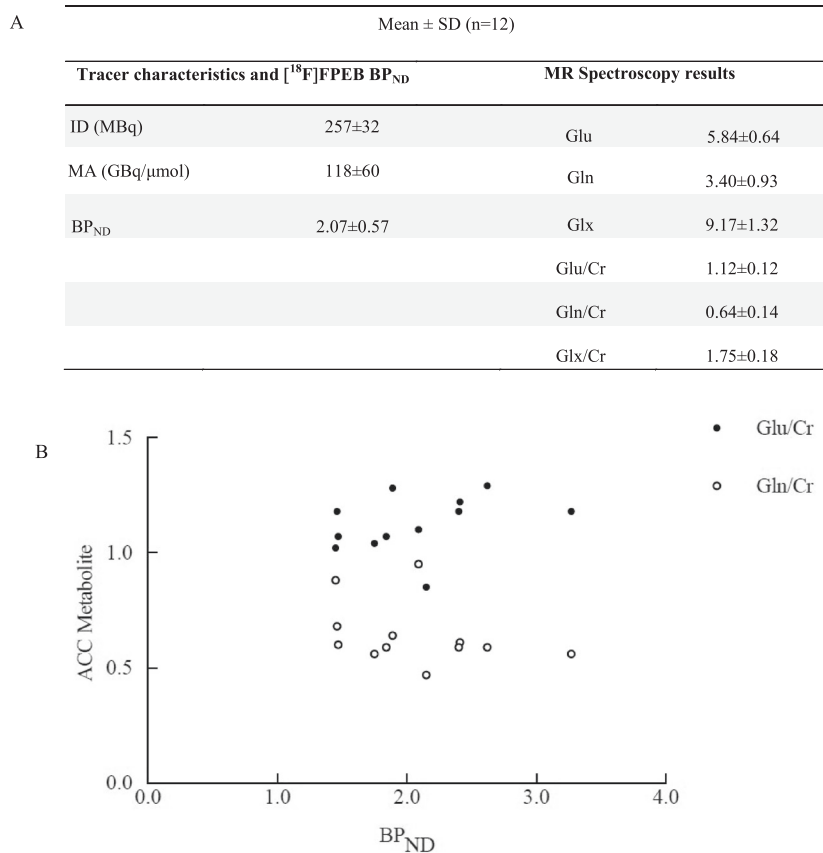 A
Mean ± SD (n=12)
Tracer characteristics and [18F]FPEB BPND MR Spectroscopy results
ID (MBq) 257±32 Glu 5.84±0.64
MA (GBq/μmol) 118±60 Gln 3.40±0.93
BPND 2.07±0.57 Glx 9.17±1.32
Glu/Cr 1.12±0.12
Gln/Cr 0.64±0.14
Glx/Cr 1.75±0.18
B
1.5
1.0
0.5
0.0
ACC Metabolite
Glu/Cr
Gln/Cr
0.0 1.0 2.0 3.0 4.0
BPND